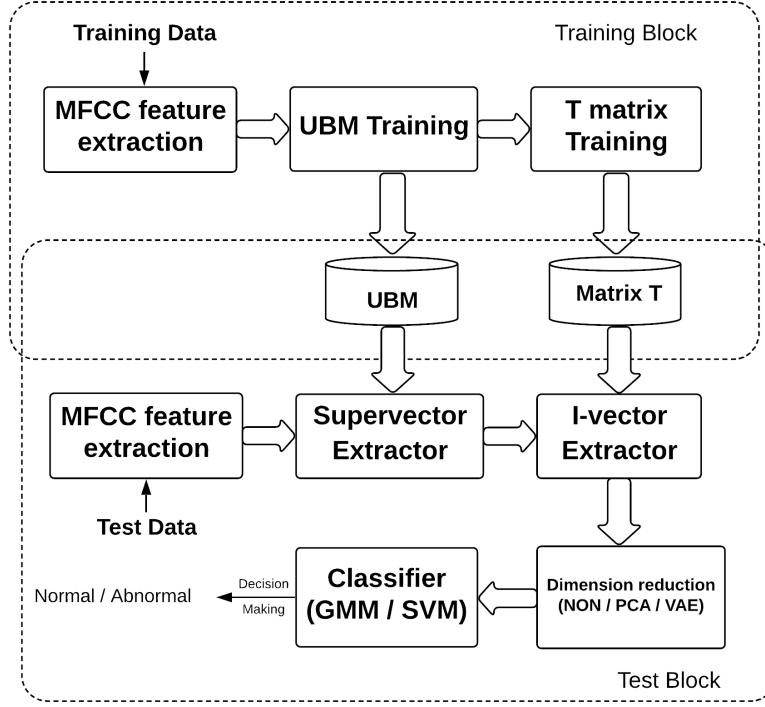 Training Data
Training Block
MFCC feature
extraction
UBM Training
T matrix
Training
UBM
Matrix T
MFCC feature
extraction
Supervector
Extractor
I-vector
Extractor
Test Data
Normal / Abnormal
Decision
Making
Classifier
(GMM / SVM)
Dimension reduction
(NON / PCA / VAE)
Test Block